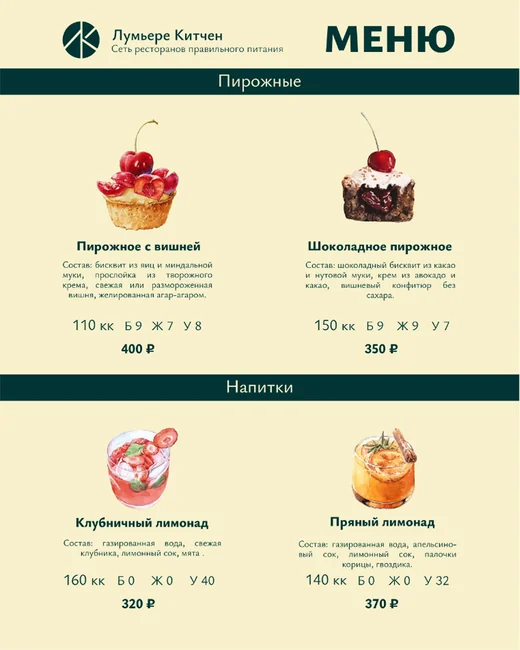 Лумьере Китчен
Сеть ресторанов правильного питания
МЕНЮ
Пирожные
Пирожное с вишней
Состав: бисквит из яиц и миндальной
муки, прослойка из творожного
крема, свежая или размороженная
вишня, желированная агар-агаром.
110 кк Б 9 Ж 7 У 8
400 ₽
Шоколадное пирожное
Состав: шоколадный бисквит из какао
и нутовой муки, крем из авокадо и
какао, вишневый конфитюр без
сахара.
150 кк Б 9 Ж 9 У 7
350 ₽
Напитки
Клубничный лимонад
Состав: газированная вода, свежая
клубника, лимонный сок, мята .
160 кк Б 0 Ж 0 У 40
320 ₽
Пряный лимонад
Состав: газированная вода, апельсино-
вый сок, лимонный сок, палочки
корицы, гвоздика.
140 кк Б 0 Ж 0 У 32
370 ₽